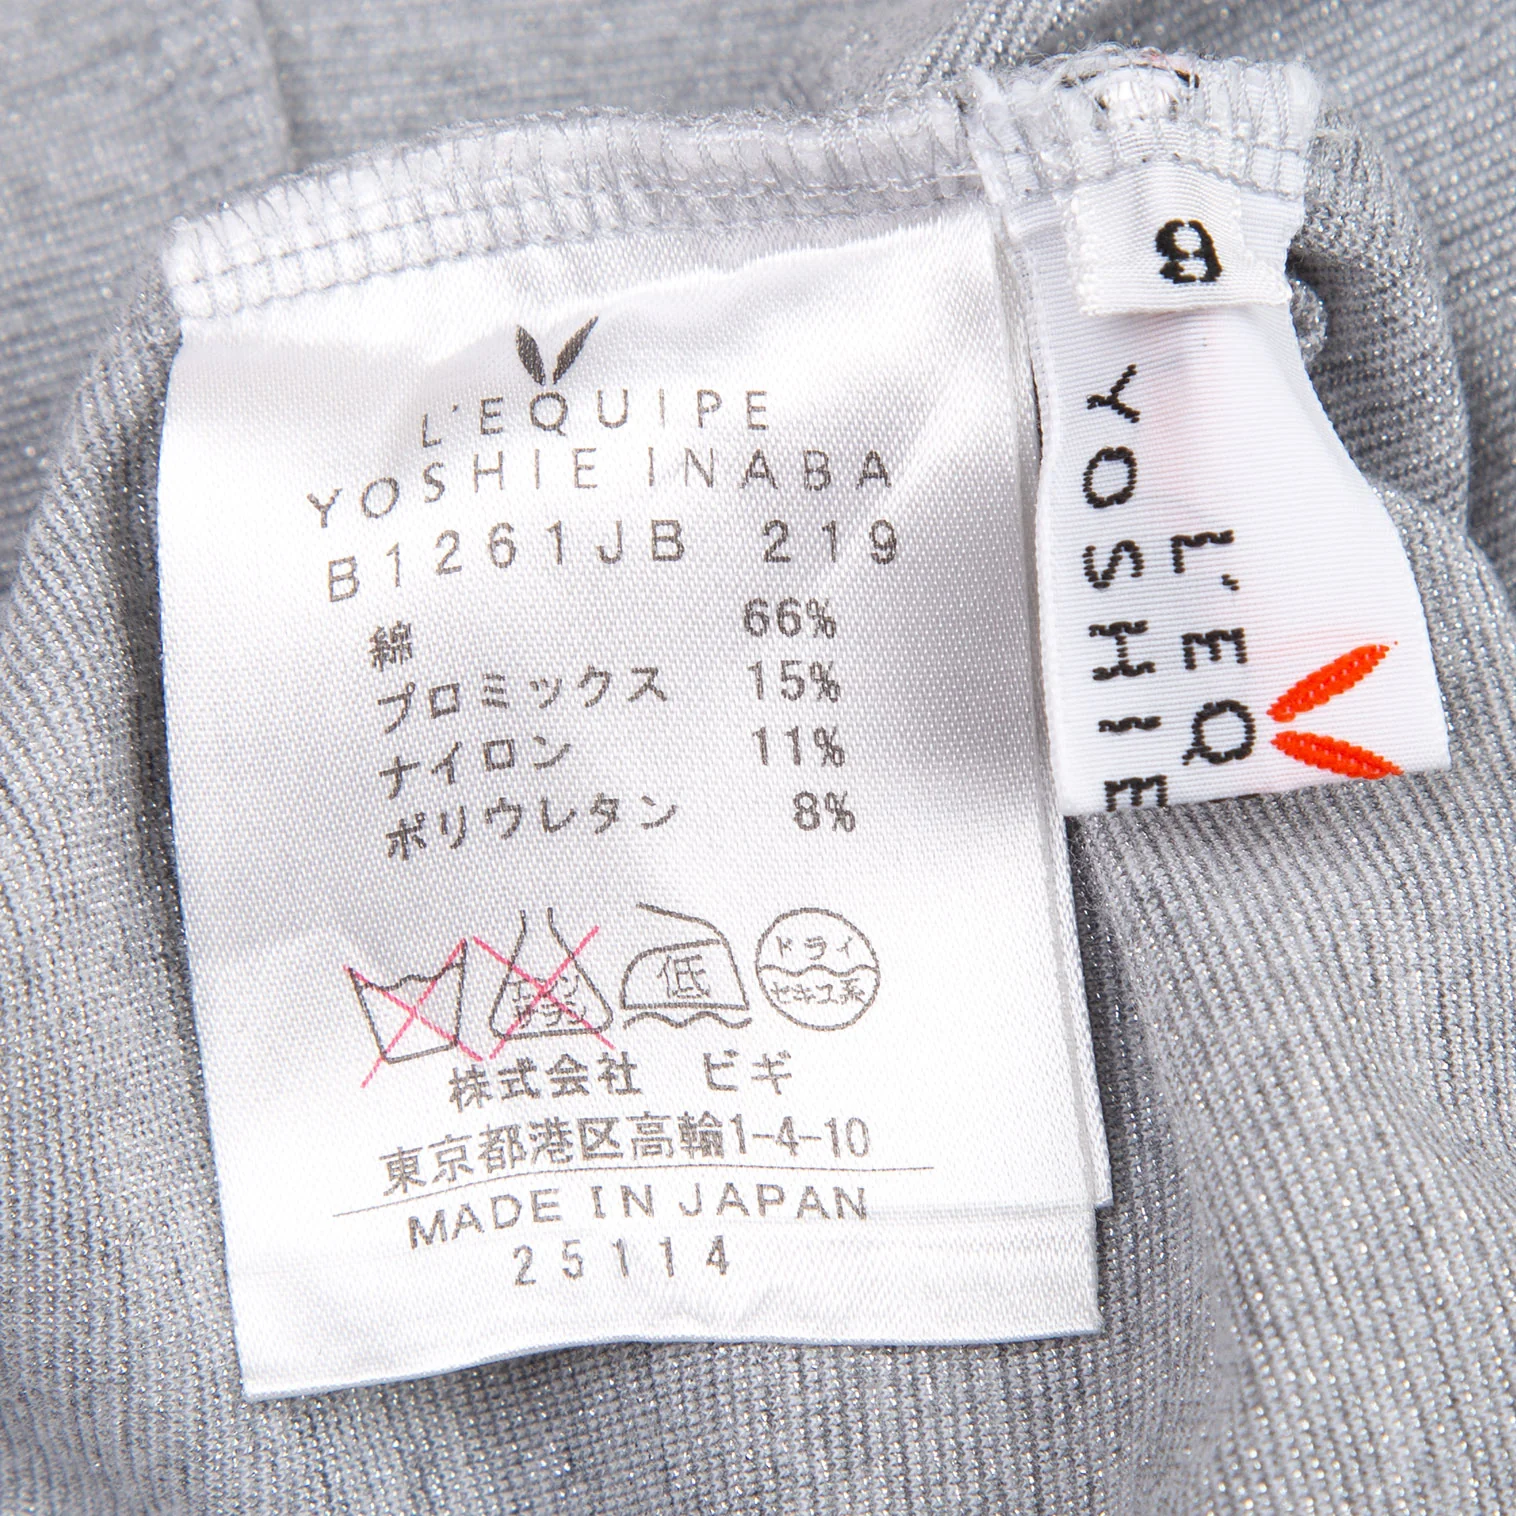 L'EQUIPE
YOSHIE INABA
B1261JB 219
綿 66%
プロミックス 15%
ナイロン 11%
ポリウレタン 8%
低
ドライ
セキユ系
株式会社 ビギ
東京都港区高輪1-4-10
MADE IN JAPAN
25114
9
L'EQ
YOSHIE